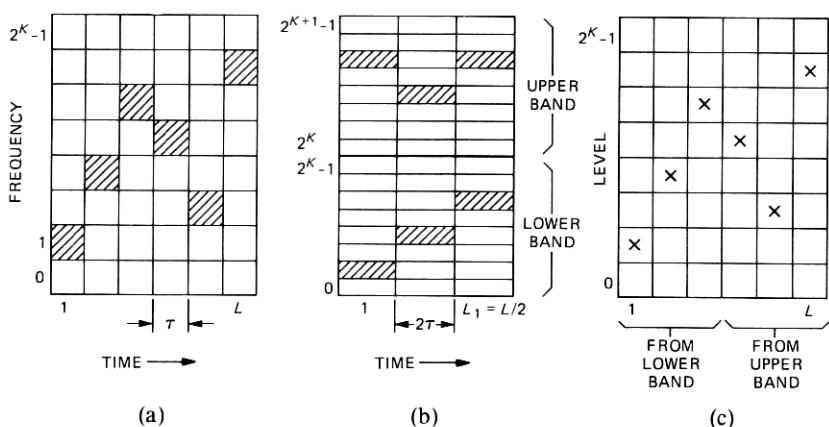 2^K-1
FREQUENCY
1
0
1
L
τ
TIME
(a)
2^(K+1)-1
UPPER
BAND
2^K
2^K-1
LOWER
BAND
0
1
L₁ = L/2
2τ
TIME
(b)
2^K-1
LEVEL
1
L
FROM
LOWER
BAND
FROM
UPPER
BAND
(c)